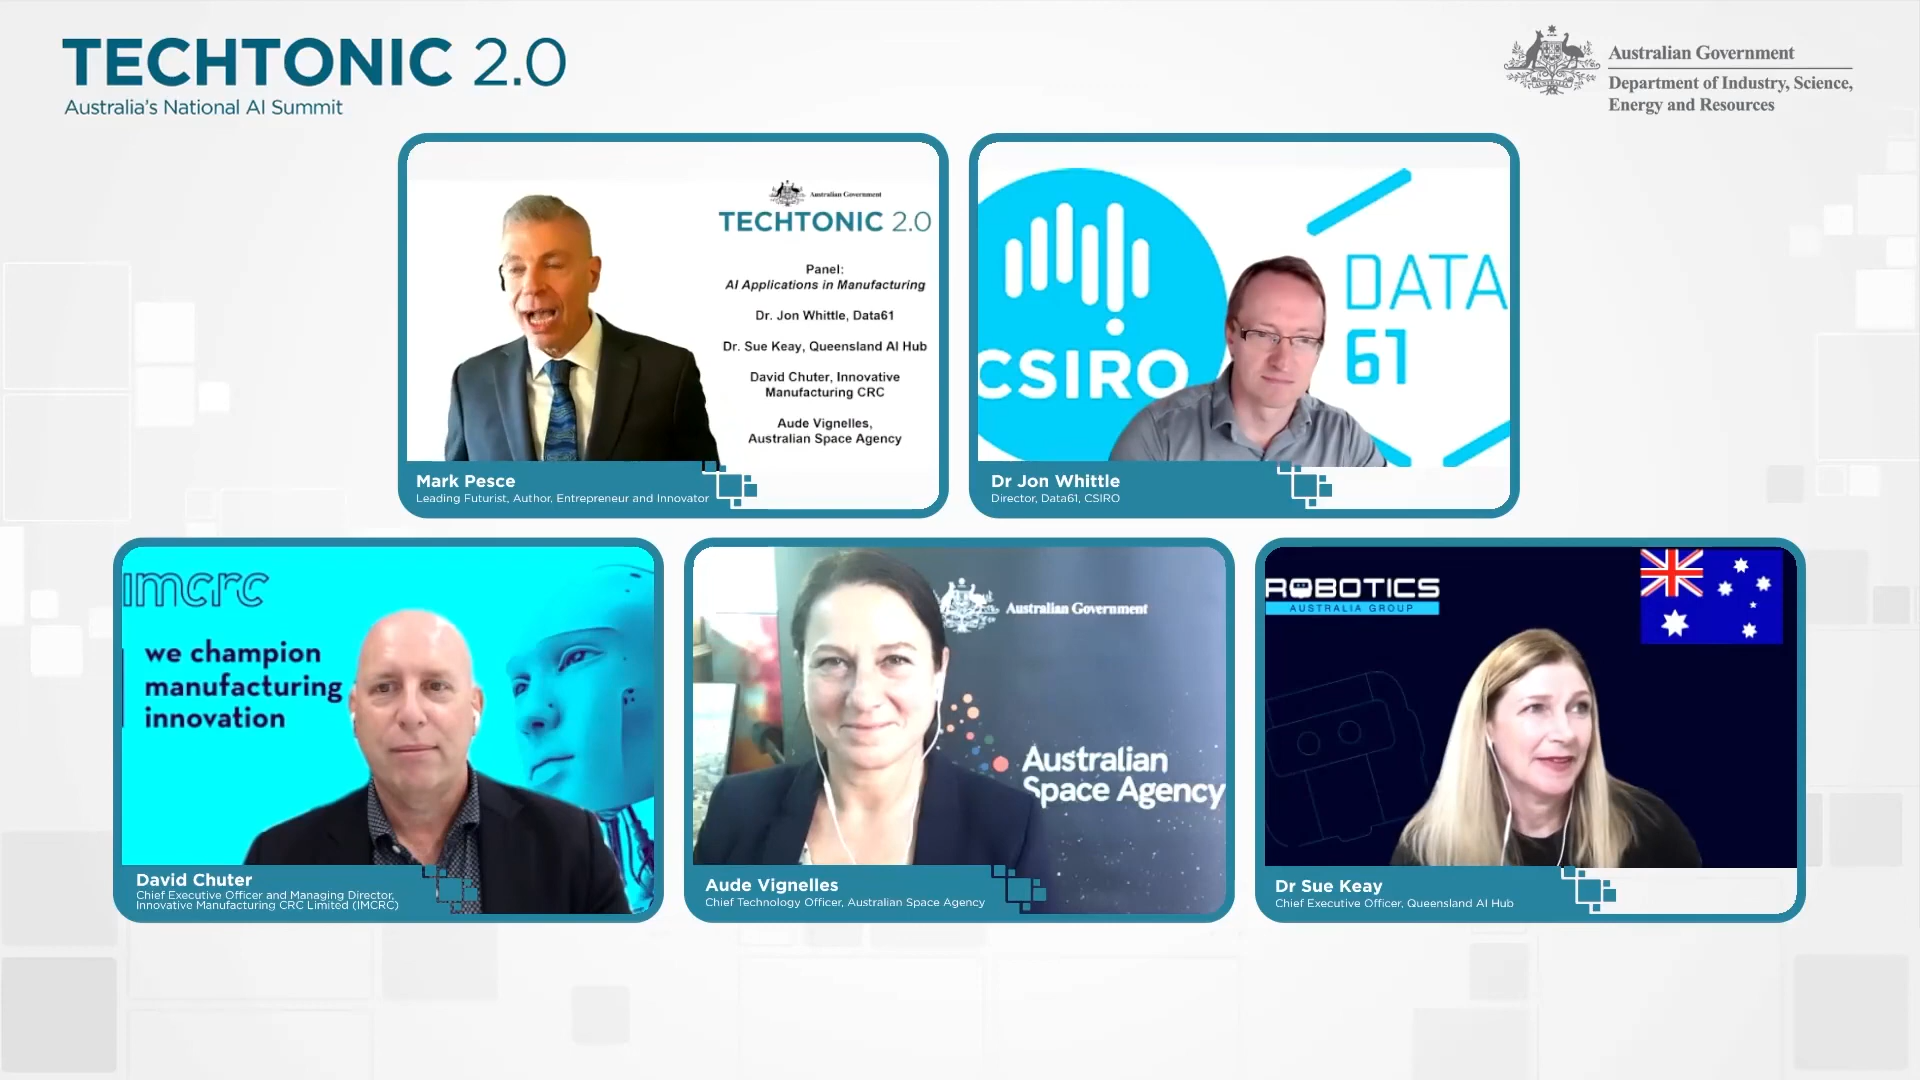 TECHTONIC 2.0
Australia's National AI Summit
Australian Government
Department of Industry, Science,
Energy and Resources
Australian Government
TECHTONIC 2.0
Panel:
AI Applications in Manufacturing
Dr. Jon Whittle, Data61
Dr. Sue Keay, Queensland AI Hub
David Chuter, Innovative
Manufacturing CRC
Aude Vignelles,
Australian Space Agency
Mark Pesce
Leading Futurist, Author, Entrepreneur and Innovator
CSIRO
DATA
61
Dr Jon Whittle
Director, Data61, CSIRO
imcrc
we champion
manufacturing
innovation
David Chuter
Chief Executive Officer and Managing Director,
Innovative Manufacturing CRC Limited (IMCRC)
Australian Government
Australian
Space Agency
Aude Vignelles
Chief Technology Officer, Australian Space Agency
ROBOTICS
AUSTRALIA GROUP
Dr Sue Keay
Chief Executive Officer, Queensland AI Hub